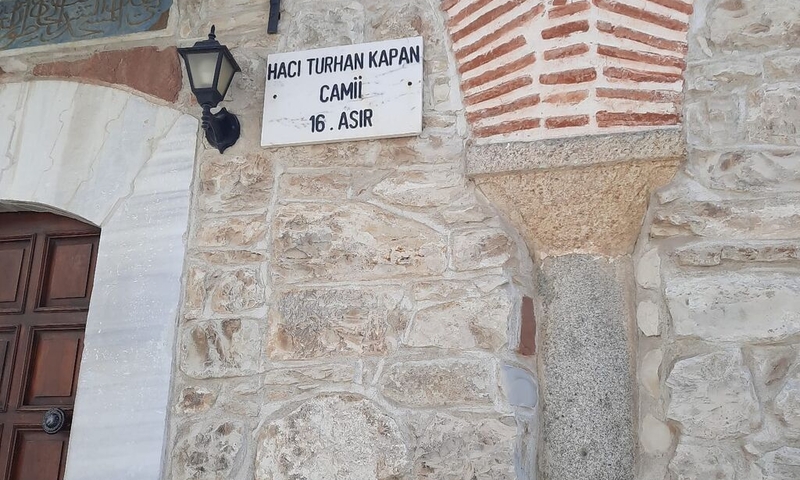 HACI TURHAN KAPAN
CAMİİ
16. ASIR